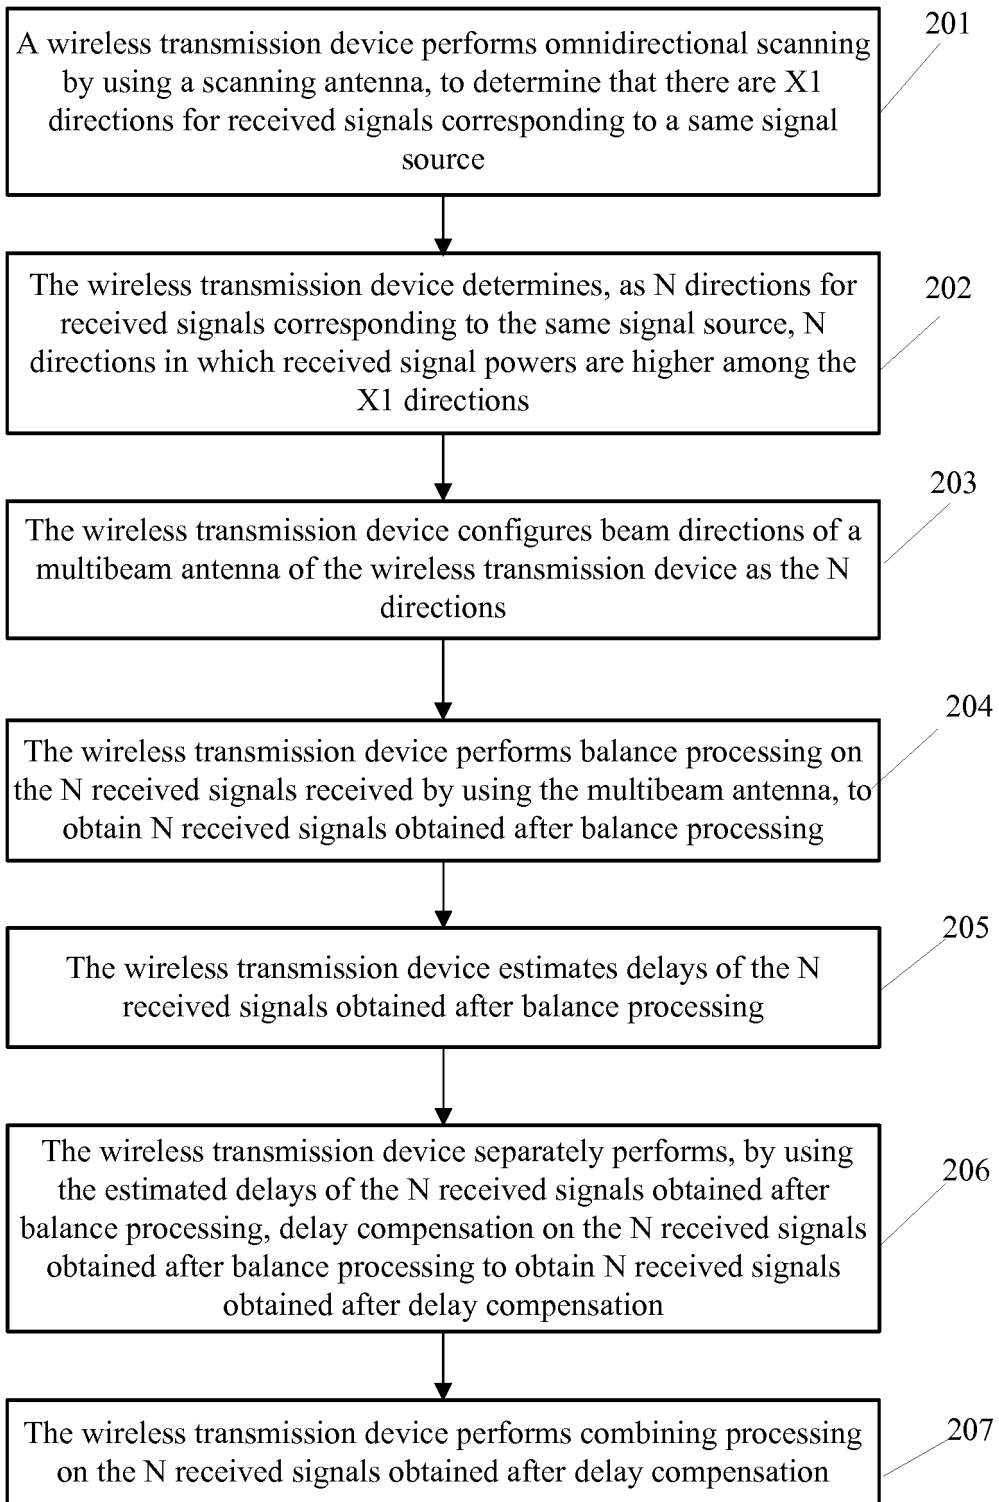 A wireless transmission device performs omnidirectional scanning
by using a scanning antenna, to determine that there are X1
directions for received signals corresponding to a same signal
source
201
The wireless transmission device determines, as N directions for
received signals corresponding to the same signal source, N
directions in which received signal powers are higher among the
X1 directions
202
The wireless transmission device configures beam directions of a
multibeam antenna of the wireless transmission device as the N
directions
203
The wireless transmission device performs balance processing on
the N received signals received by using the multibeam antenna, to
obtain N received signals obtained after balance processing
204
The wireless transmission device estimates delays of the N
received signals obtained after balance processing
205
The wireless transmission device separately performs, by using
the estimated delays of the N received signals obtained after
balance processing, delay compensation on the N received signals
obtained after balance processing to obtain N received signals
obtained after delay compensation
206
The wireless transmission device performs combining processing
on the N received signals obtained after delay compensation
207